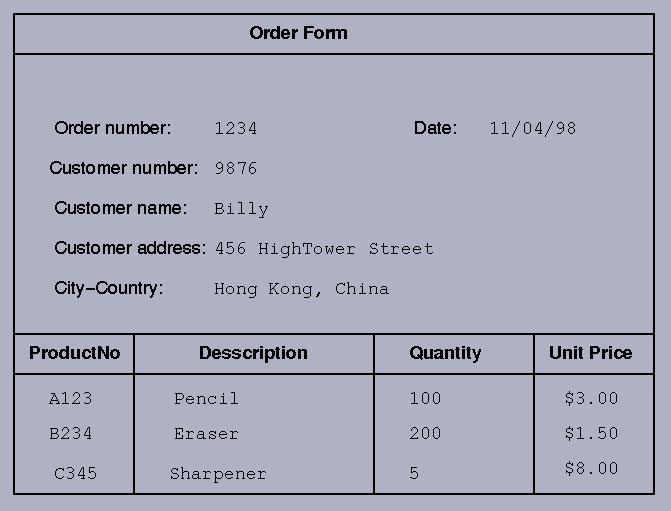 Order Form
Order number: 1234 Date: 11/04/98
Customer number: 9876
Customer name: Billy
Customer address: 456 HighTower Street
City-Country: Hong Kong, China
ProductNo Desscription Quantity Unit Price
A123 Pencil 100 $3.00
B234 Eraser 200 $1.50
C345 Sharpener 5 $8.00